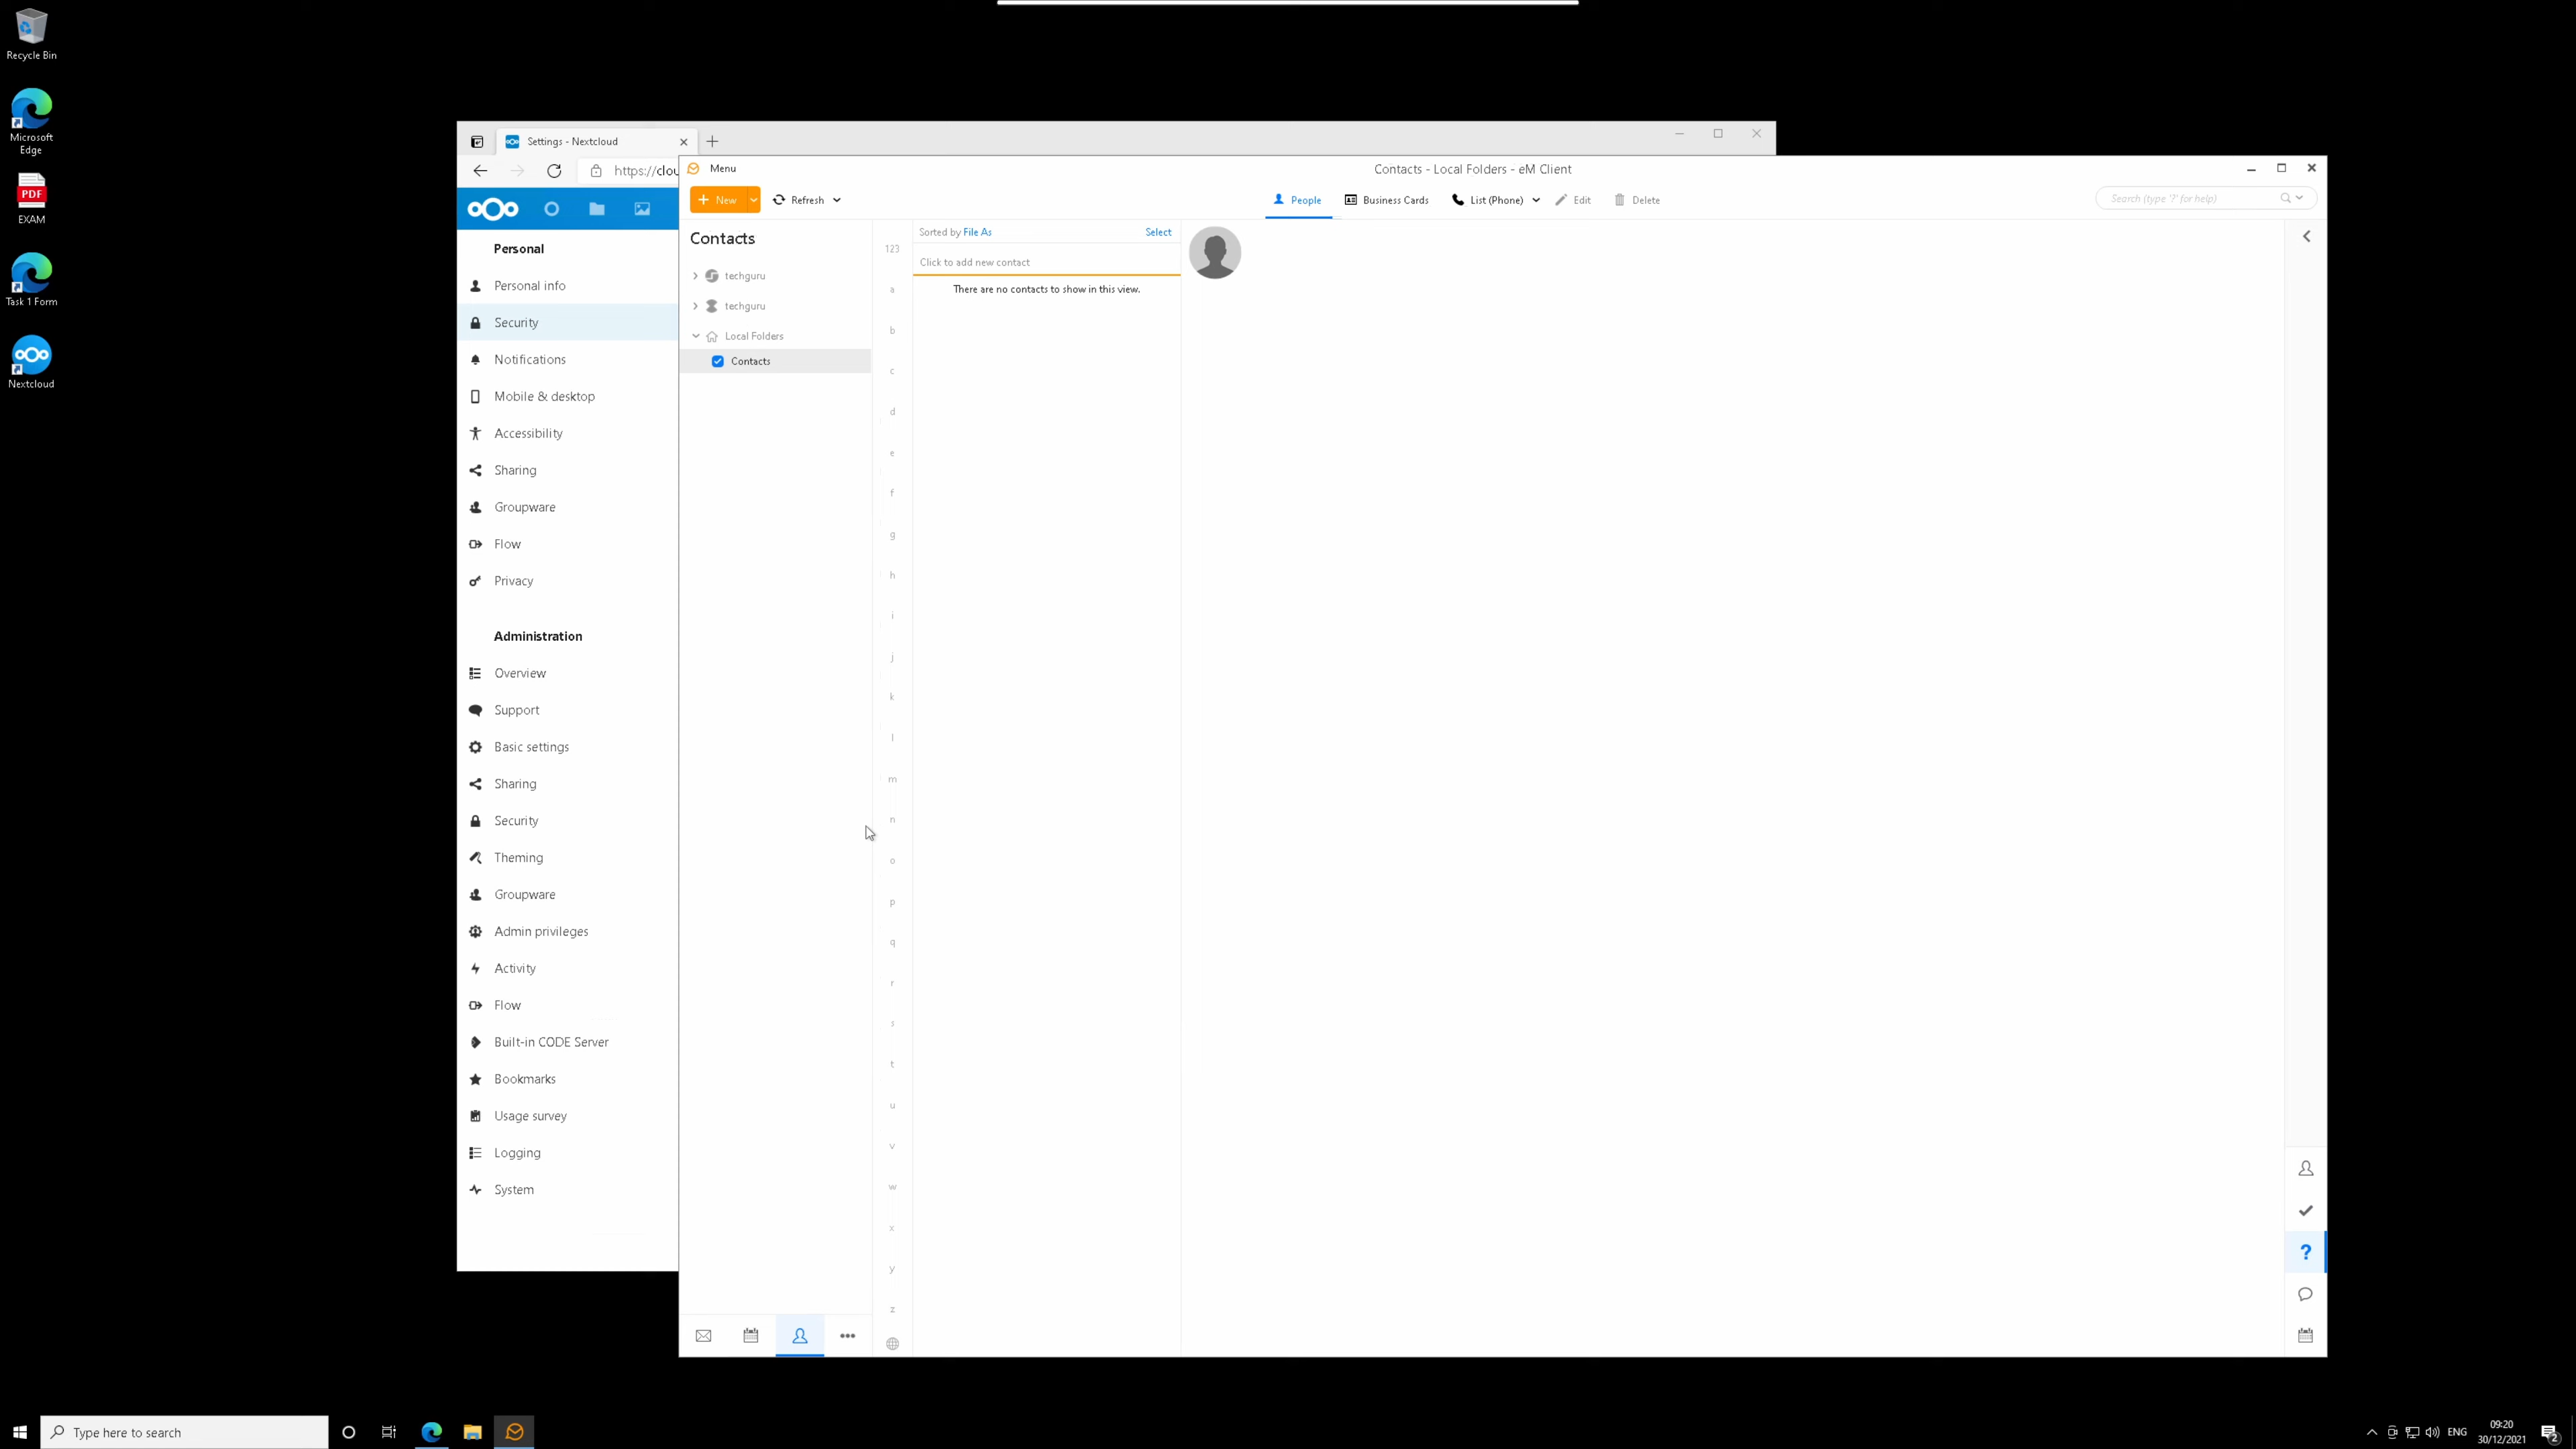 Recycle Bin
Microsoft
Edge
PDF
EXAM
Task 1 Form
Nextcloud
Settings - Nextcloud
https://clou
Personal
Personal info
Security
Notifications
Mobile & desktop
Accessibility
Sharing
Groupware
Flow
Privacy
Administration
Overview
Support
Basic settings
Sharing
Security
Theming
Groupware
Admin privileges
Activity
Flow
Built-in CODE Server
Bookmarks
Usage survey
Logging
System
Menu
Contacts - Local Folders - eM Client
New
Refresh
People
Business Cards
List (Phone)
Edit
Delete
Search (type '?' for help)
Contacts
techguru
techguru
Local Folders
Contacts
123
a
b
c
d
e
f
g
h
i
j
k
l
m
n
o
p
q
r
s
t
u
v
w
x
y
z
Sorted by File As Select
Click to add new contact
There are no contacts to show in this view.
?
Type here to search
ENG
09:20
30/12/2021
2